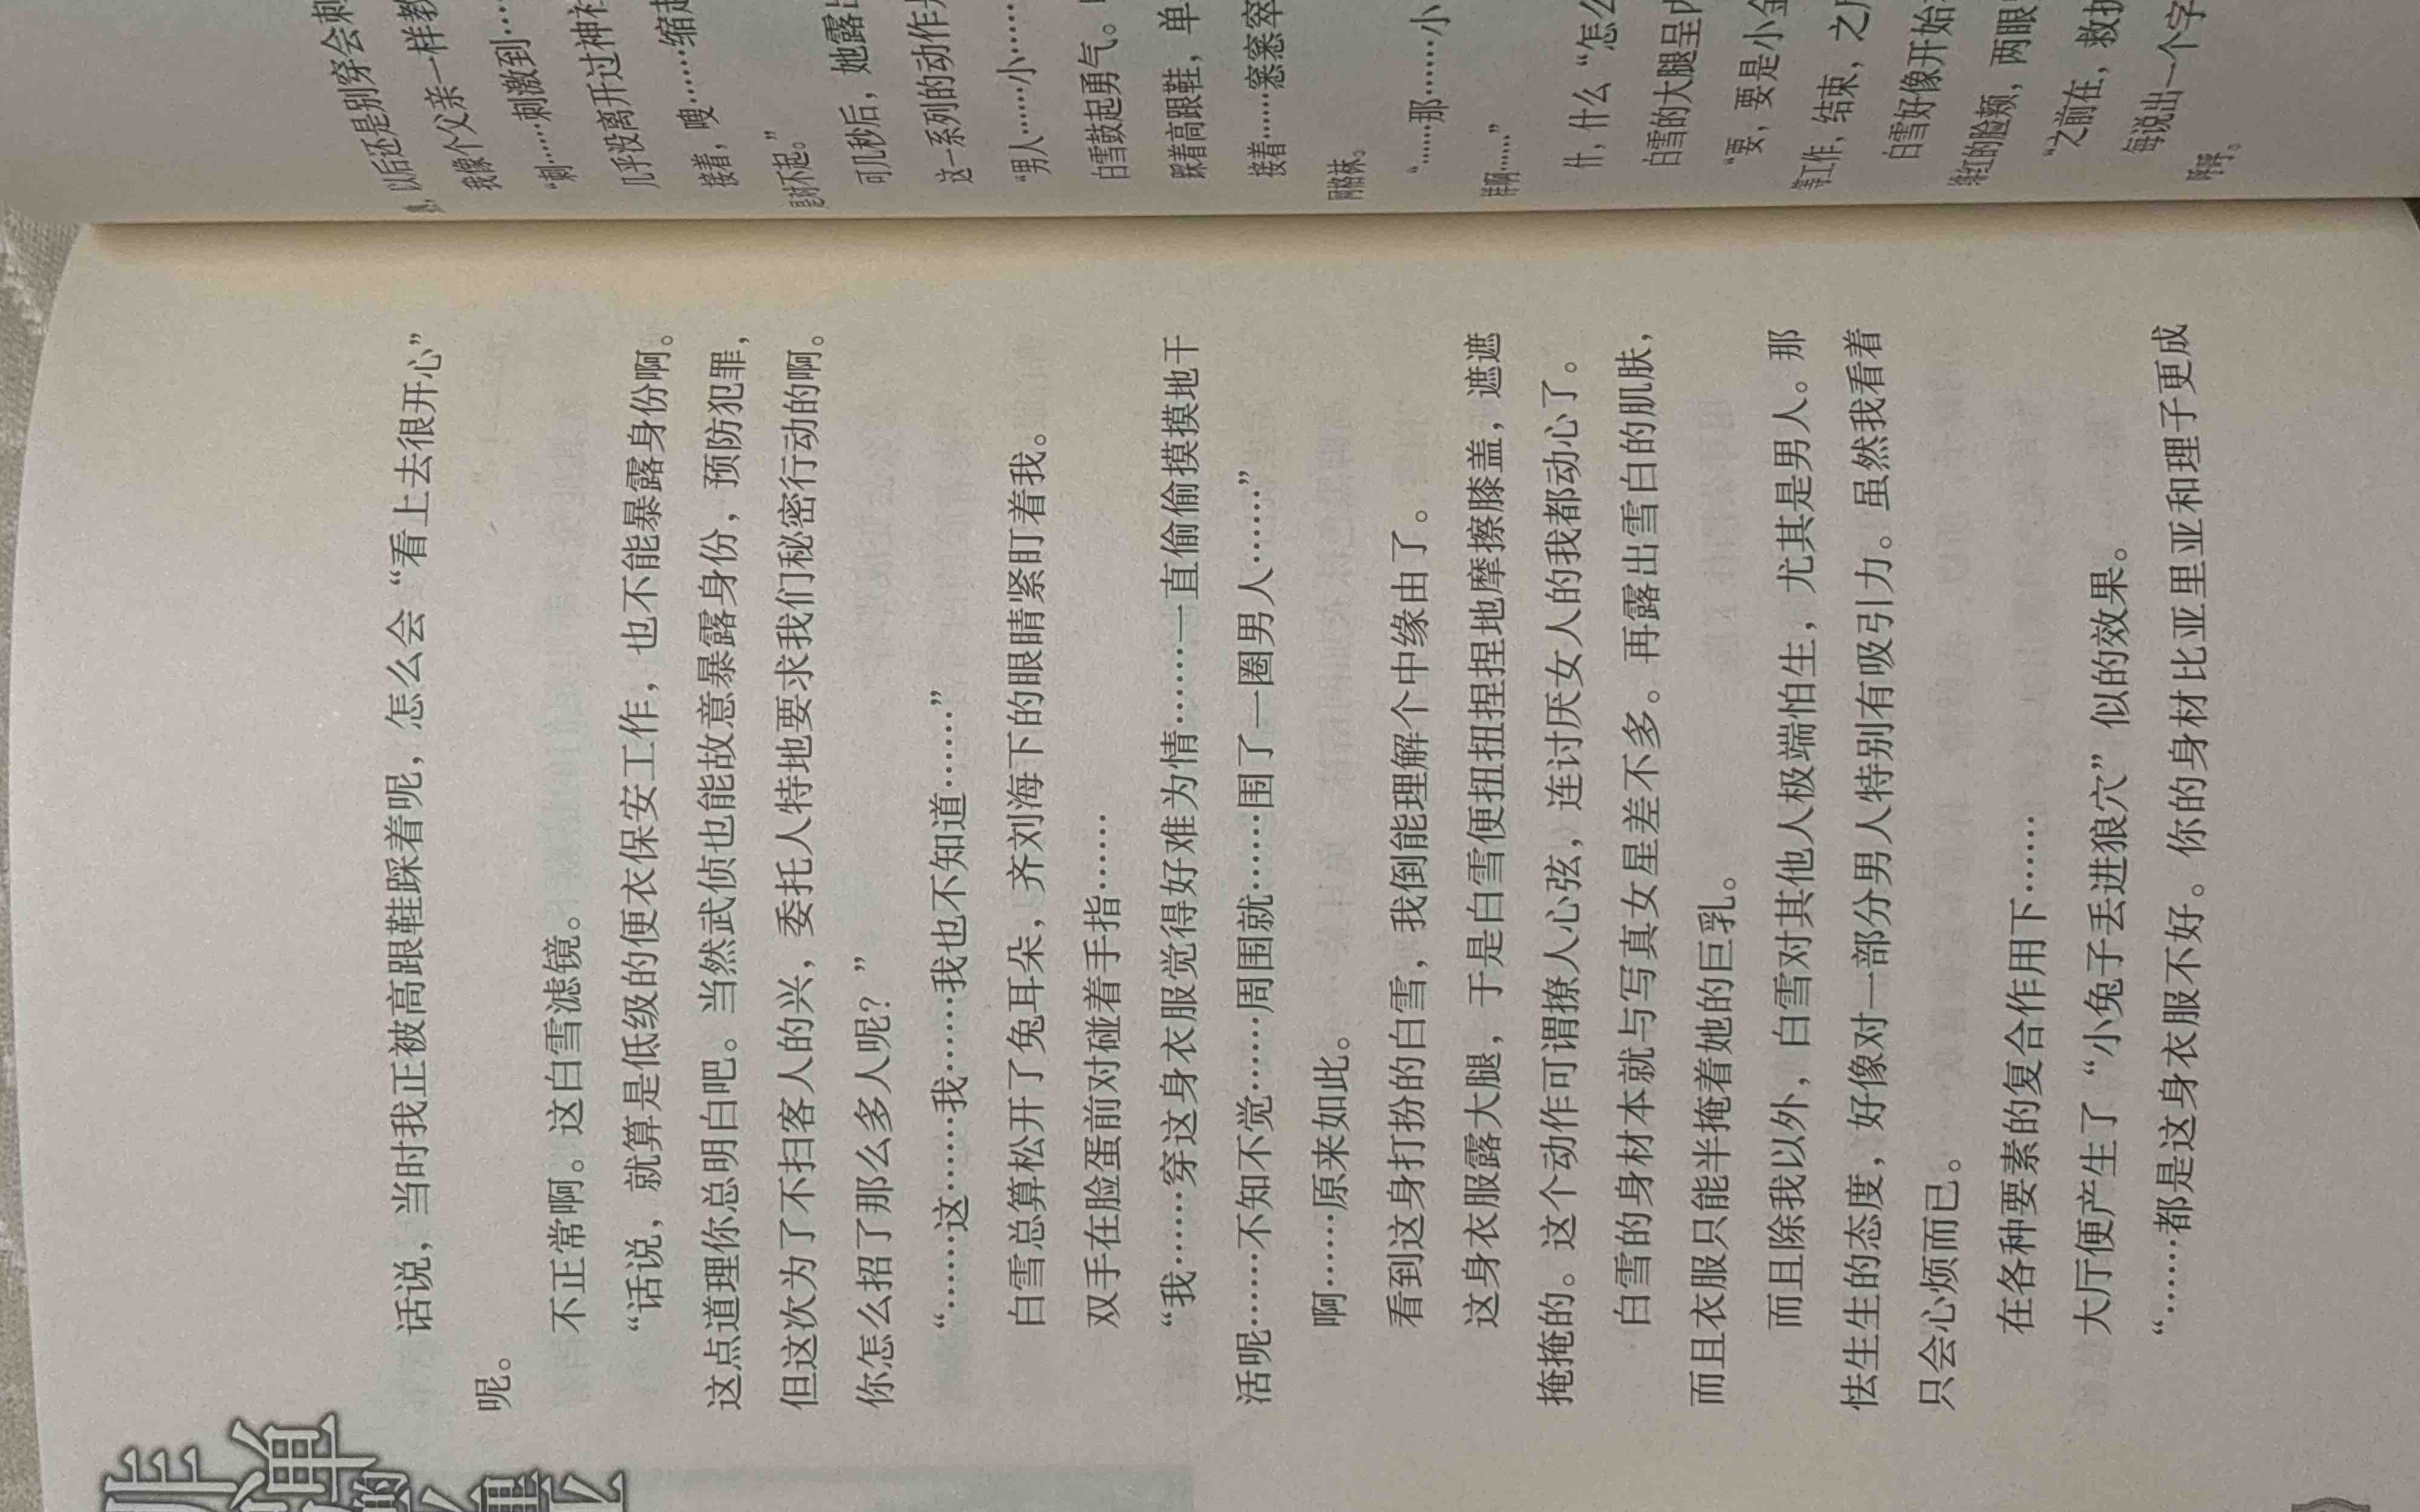 弹
的
亚
里
亚
话说，当时我正被高跟鞋踩着呢，怎么会“看上去很开心”
呢。
不正常啊。这白雪滤镜。
“话说，就算是低级的便衣保安工作，也不能暴露身份啊。
这点道理你总明白吧。当然武侦也能故意暴露身份，预防犯罪，
但这次为了不扫客人的兴，委托人特地要求我们秘密行动的啊。
你怎么招了那么多人呢？”
“……这……我……我也不知道……”
白雪总算松开了兔耳朵，齐刘海下的眼睛紧盯着我。
双手在脸蛋前对碰着手指……
“我……穿这身衣服觉得好难为情……一直偷偷摸摸地干
活呢……不知不觉……周围就……围了一圈男人……”
啊……原来如此。
看到这身打扮的白雪，我倒能理解个中缘由了。
这身衣服露大腿，于是白雪便扭扭捏捏地摩擦膝盖，遮遮
掩掩的。这个动作可谓撩人心弦，连讨厌女人的我都动心了。
白雪的身材本就与写真女星差不多。再露出雪白的肌肤，
而且衣服只能半掩着她的巨乳。
而且除我以外，白雪对其他人极端怕生，尤其是男人。那
怯生生的态度，好像对一部分男人特别有吸引力。虽然我看着
只会心烦而已。
在各种要素的复合作用下……
大厅便产生了“小兔子丢进狼穴”似的效果。
“……都是这身衣服不好。你的身材比亚里亚和理子更成
，以后还是别穿会刺
我像个父亲一样教
“刺……刺激到……
几乎没离开过神社
接着，嗖……缩起
是对不起。”
可几秒后，她露出
这一系列的动作
“男人……小……
白雪鼓起勇气。
踩着高跟鞋，单
接着……窸窸窣
网格袜。
“……那……小
样啊……”
什，什么“怎么
白雪的大腿呈内
“要，要是小金
等工作，结束，之后
白雪好像开始
绯红的脸颊，两眼
“之前在，救护
每说出一个字
呼呼。